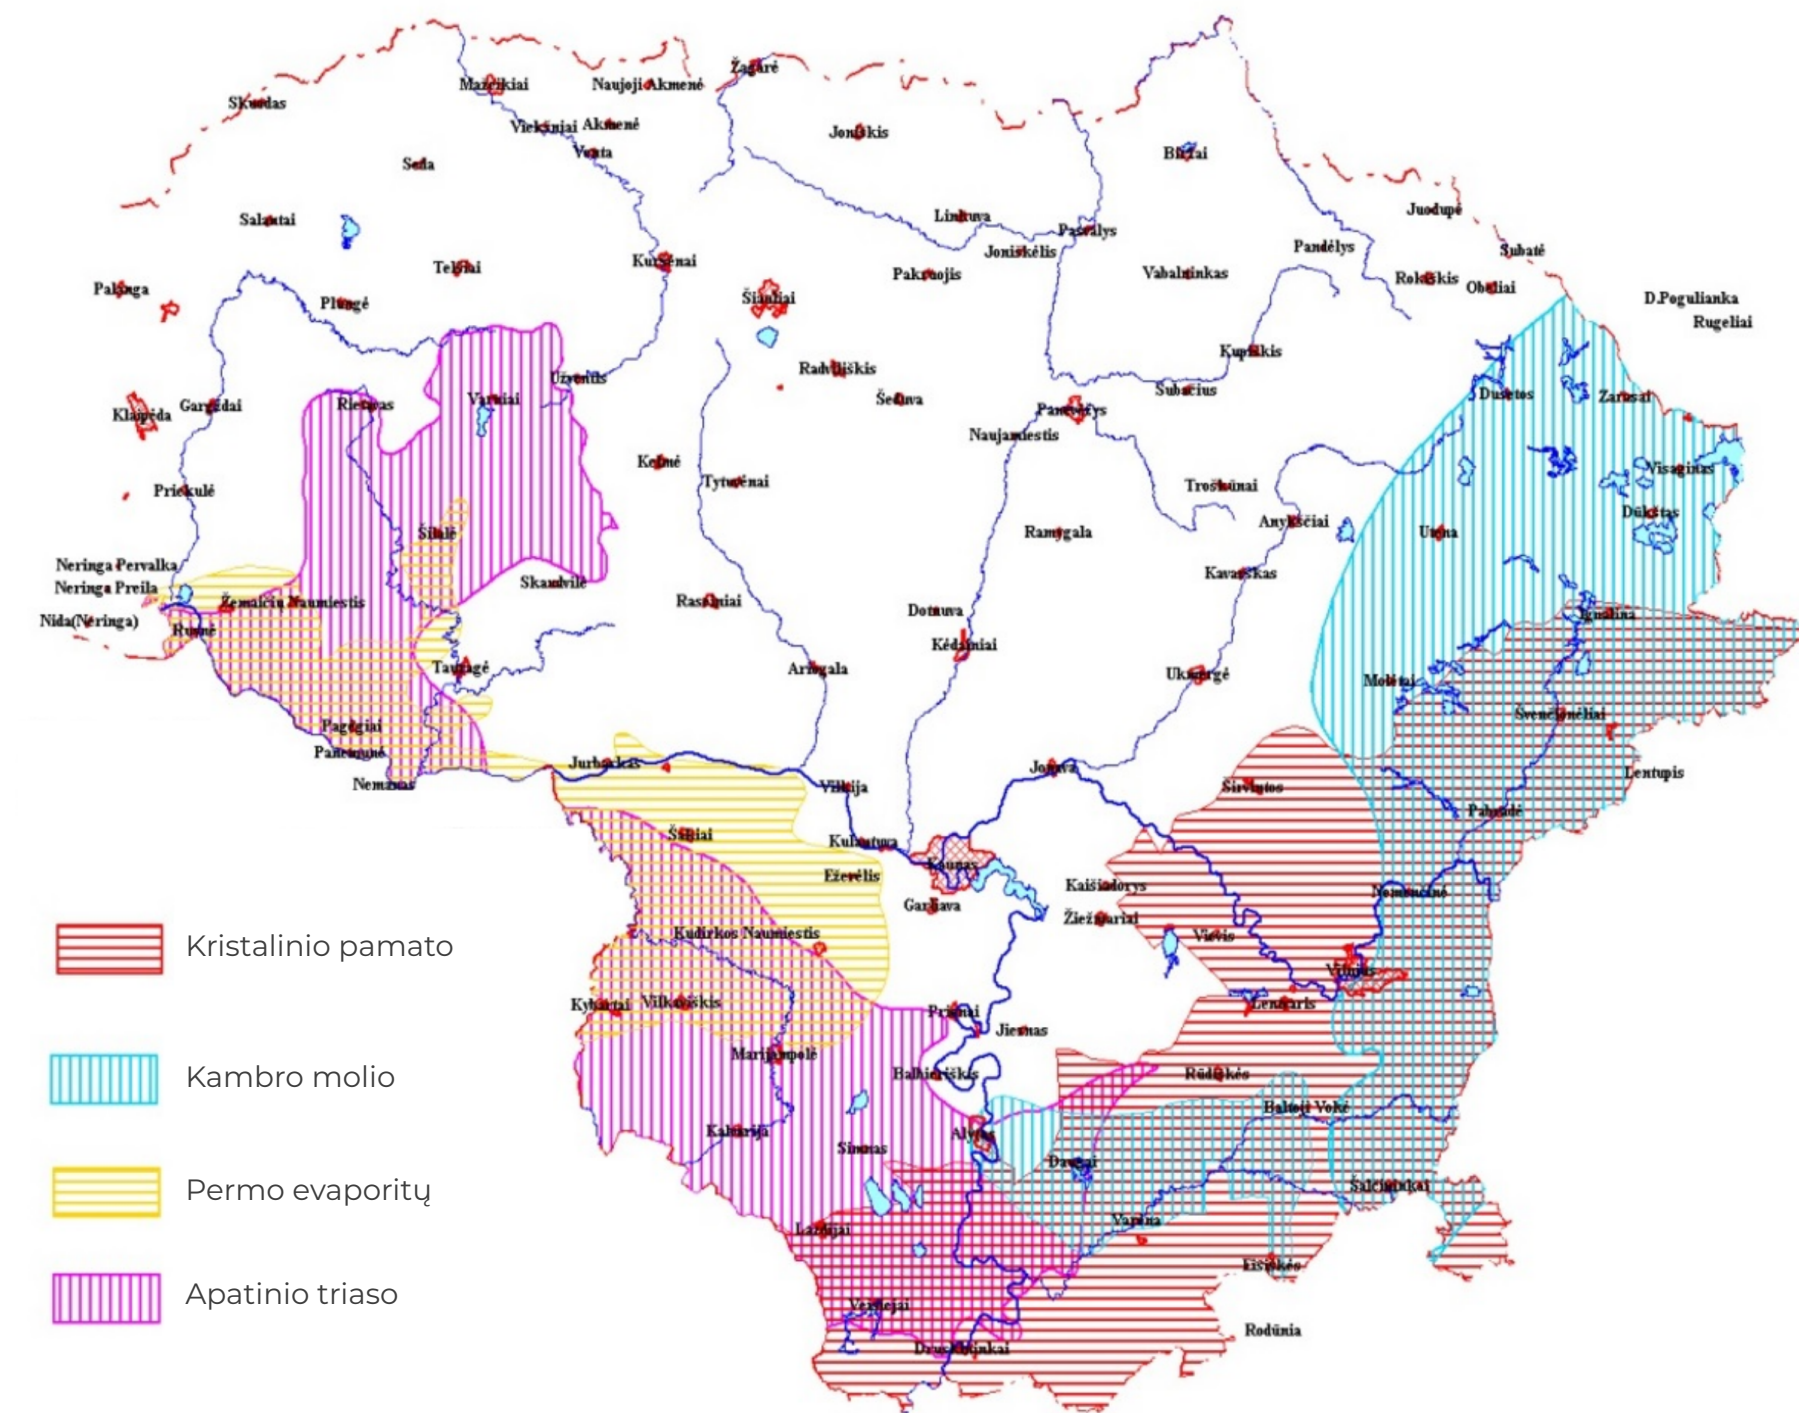 Žagarė
Mažeikiai
Naujoji Akmenė
Skuodas
Viekšniai
Akmenė
Joniškis
Venta
Biržai
Seda
Juodupė
Salantai
Linkuva
Pasvalys
Joniškėlis
Pandėlys
Subatė
Kuršėnai
Telšiai
Pakruojis
Vabalninkas
Rokiškis
Obeliai
Palanga
Šiauliai
D.Pogulianka
Plungė
Rugeliai
Kupiškis
Radviliškis
Užventis
Subačius
Dusetos
Zarasai
Varniai
Šeduva
Rietavas
Gargždai
Klaipėda
Panevėžys
Naujamiestis
Kelmė
Visaginas
Tytuvėnai
Troškūnai
Priekulė
Dūkštas
Anykščiai
Šilalė
Ramygala
Utena
Neringa Pervalka
Kavarskas
Skaudvilė
Neringa Preila
Žemaičių Naumiestis
Raseiniai
Dotnuva
Ignalina
Nida(Neringa)
Rusnė
Kėdainiai
Tauragė
Ariogala
Ukmergė
Molėtai
Švenčionėliai
Pagėgiai
Panemunė
Jurbarkas
Jonava
Lentupis
Nemanas
Vilkija
Širvintos
Pabradė
Šakiai
Kulautuva
Kaunas
Ežerėlis
Kaišiadorys
Nemenčinė
Garliava
Žiežmariai
Kudirkos Naumiestis
Vievis
Kristalinio pamato
Vilnius
Kybartai
Vilkaviškis
Lentvaris
Prienai
Jiesnas
Marijampolė
Balbieriškis
Rūdiškės
Kambro molio
Baltoji Vokė
Kalvarija
Alytus
Simnas
Daugai
Permo evaporitų
Šalčininkai
Varėna
Lazdijai
Eišiškės
Apatinio triaso
Veisiejai
Rodūnia
Druskininkai